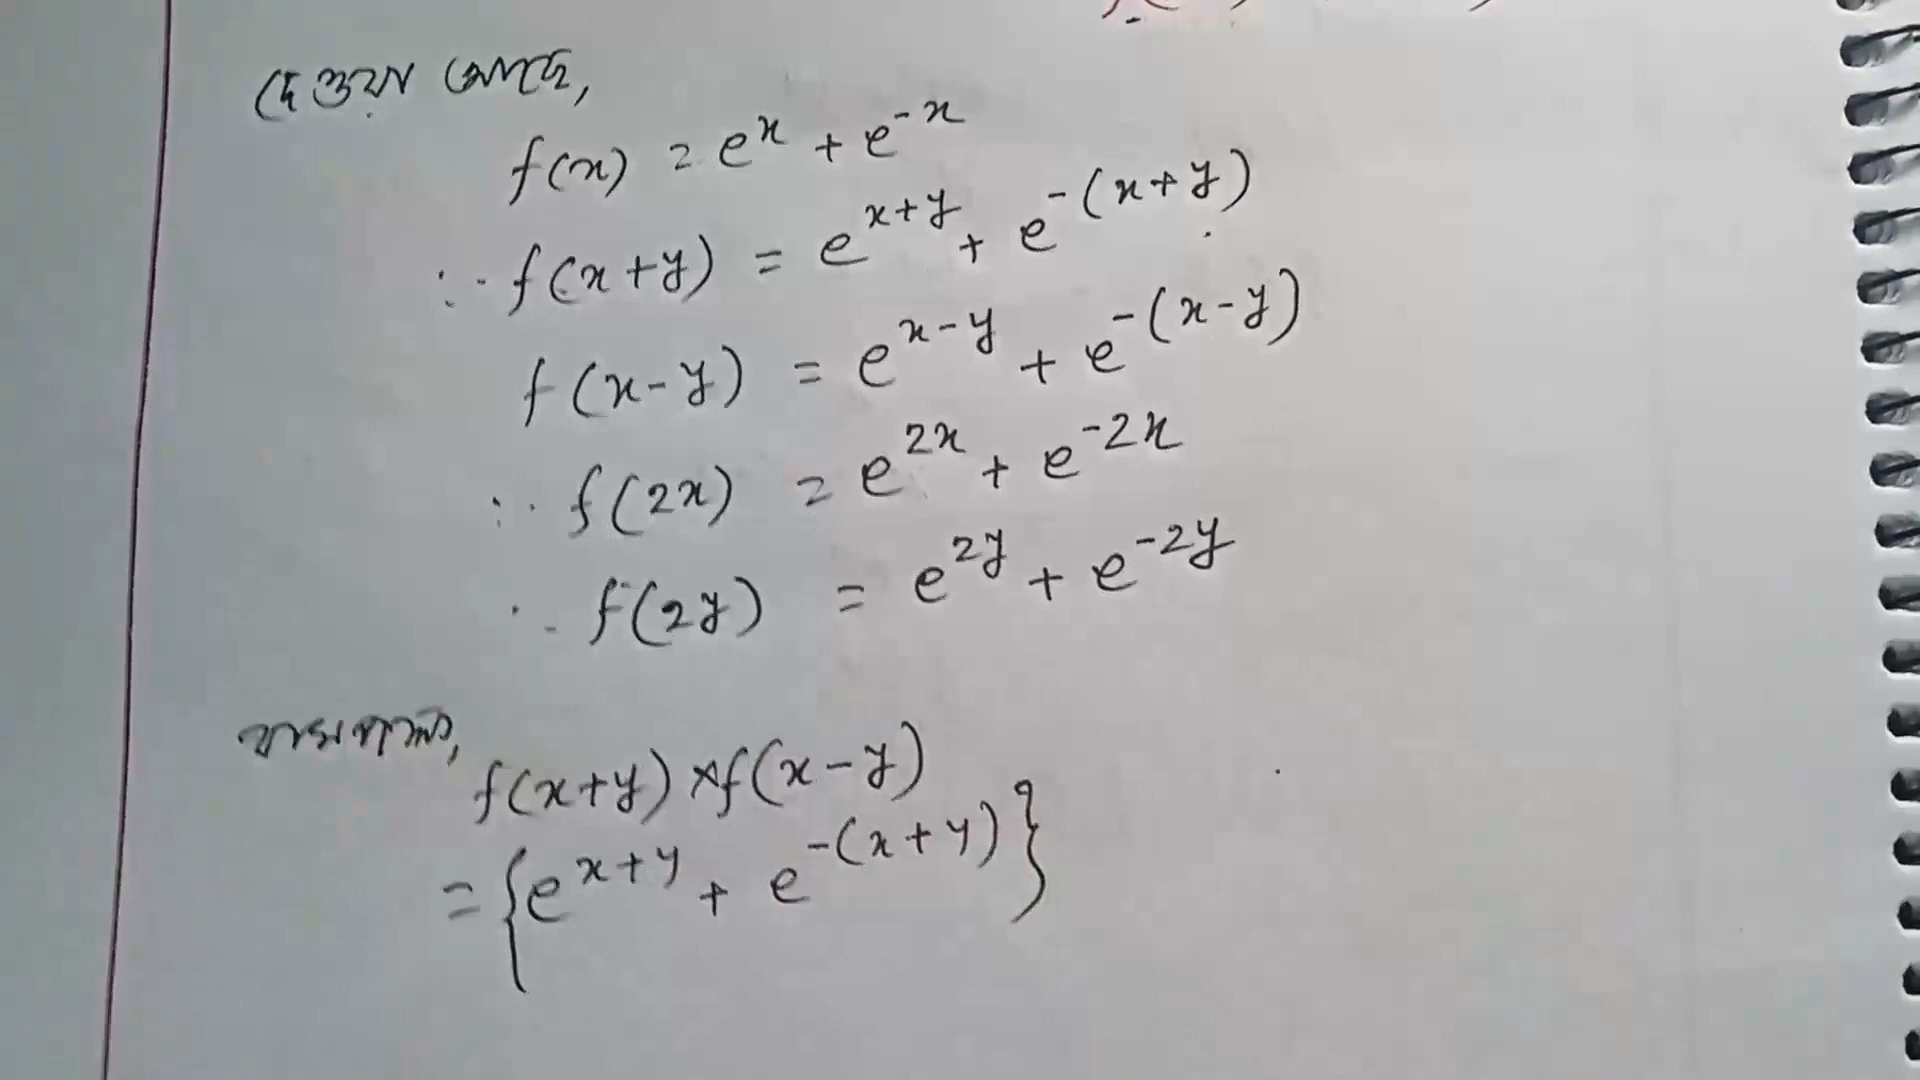 দেওয়া আছে,
f(x) = e^x + e^-x
∴ f(x+y) = e^x+y + e^-(x+y)
f(x-y) = e^x-y + e^-(x-y)
∴ f(2x) = e^2x + e^-2x
∴ f(2y) = e^2y + e^-2y
বামপক্ষ,
f(x+y) × f(x-y)
= {e^x+y + e^-(x+y)}